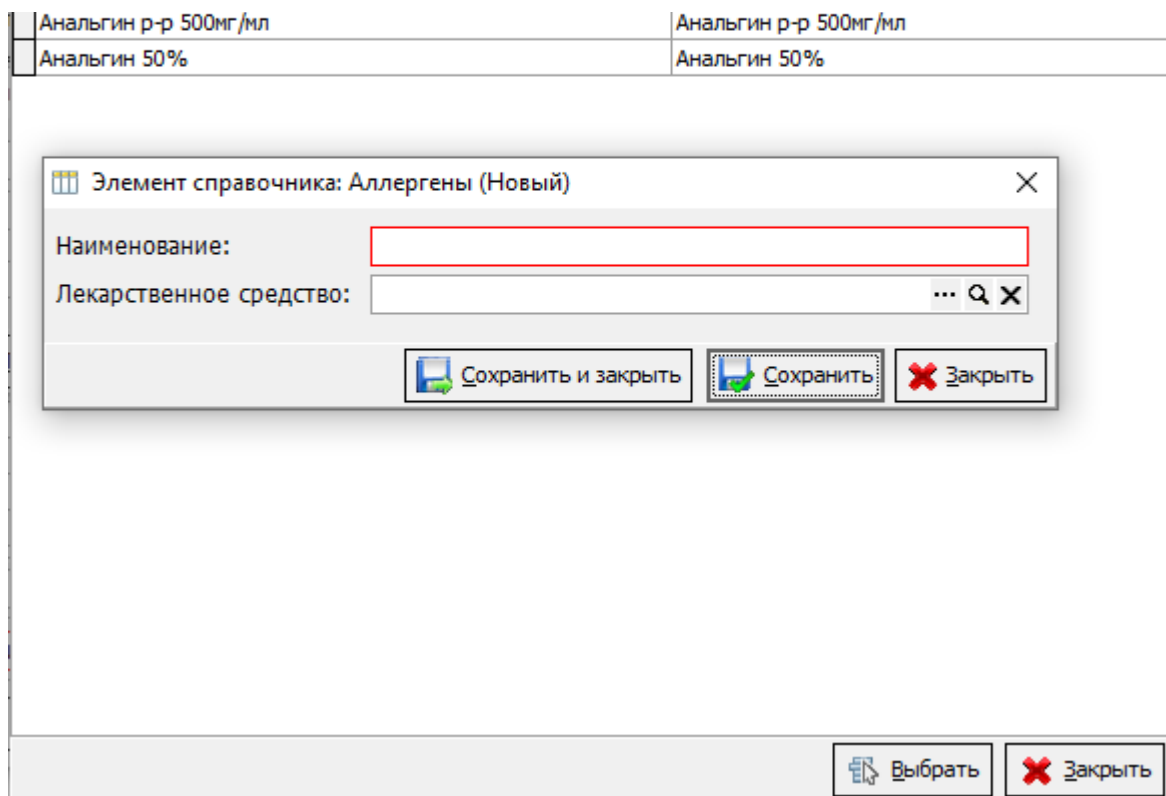 Анальгин р-р 500мг/мл Анальгин р-р 500мг/мл
Анальгин 50% Анальгин 50%
Элемент справочника: Аллергены (Новый)
Наименование:
Лекарственное средство:
Сохранить и закрыть Сохранить Закрыть
Выбрать Закрыть